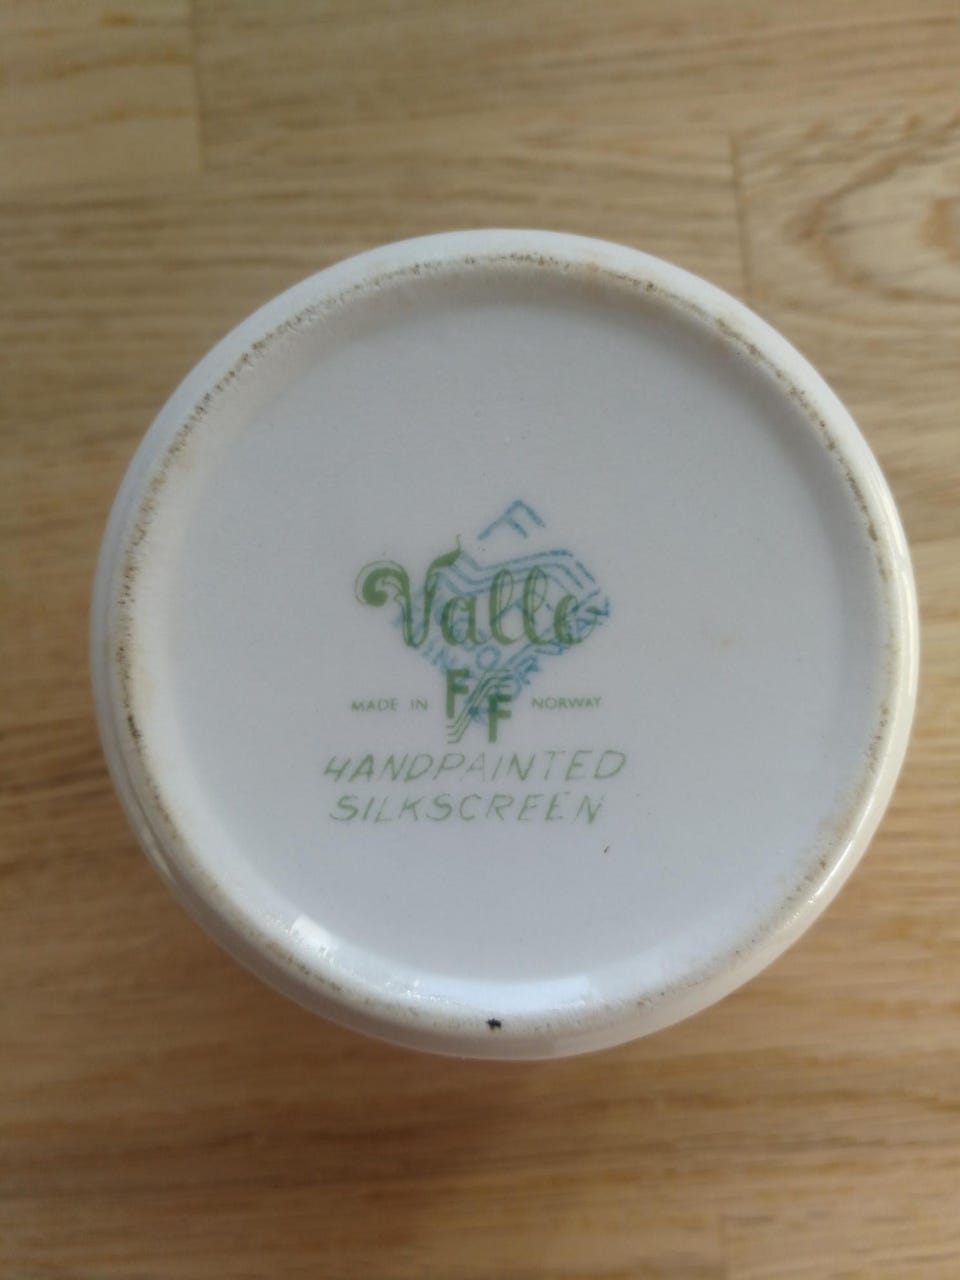 Valle
MADE IN FF NORWAY
HANDPAINTED
SILKSCREEN